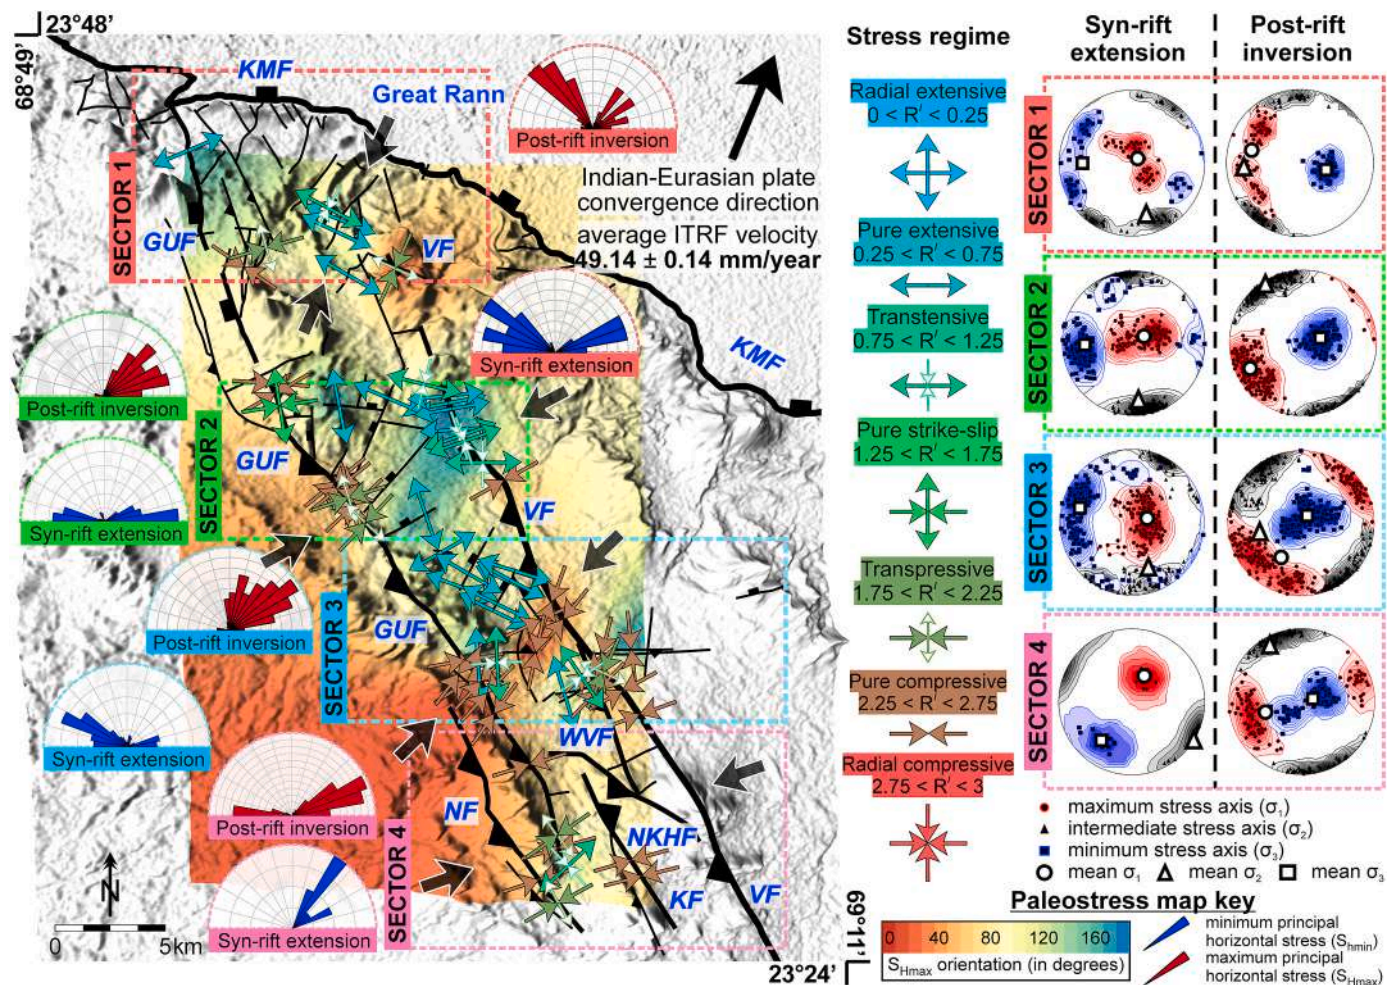 23°48'
68°49'
KMF
Great Rann
Post-rift inversion
Indian-Eurasian plate
convergence direction
average ITRF velocity
49.14 ± 0.14 mm/year
SECTOR 1
GUF
VF
Syn-rift extension
KMF
Post-rift inversion
Syn-rift extension
SECTOR 2
GUF
VF
Post-rift inversion
Syn-rift extension
SECTOR 3
GUF
WVF
Post-rift inversion
Syn-rift extension
SECTOR 4
NF
NKHF
KF
VF
N
0 5km
23°24'
69°11'
Stress regime
Radial extensive
0 < R' < 0.25
Pure extensive
0.25 < R' < 0.75
Transtensive
0.75 < R' < 1.25
Pure strike-slip
1.25 < R' < 1.75
Transpressive
1.75 < R' < 2.25
Pure compressive
2.25 < R' < 2.75
Radial compressive
2.75 < R' < 3
Syn-rift
extension
Post-rift
inversion
SECTOR 1
SECTOR 2
SECTOR 3
SECTOR 4
maximum stress axis (σ₁)
intermediate stress axis (σ₂)
minimum stress axis (σ₃)
mean σ₁ mean σ₂ mean σ₃
Paleostress map key
0 40 80 120 160
S_Hmax orientation (in degrees)
minimum principal
horizontal stress (S_hmin)
maximum principal
horizontal stress (S_Hmax)